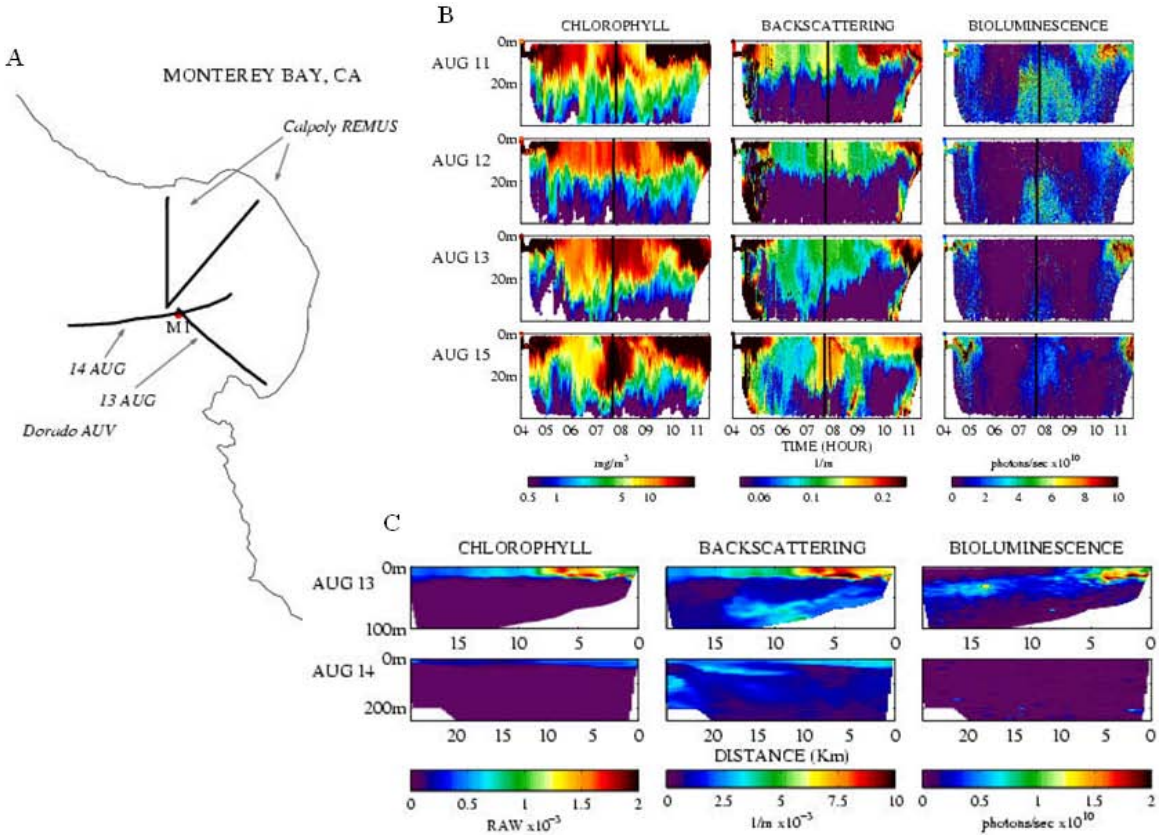 A
MONTEREY BAY, CA
Calpoly REMUS
M1
14 AUG
13 AUG
Dorado AUV
B
CHLOROPHYLL BACKSCATTERING BIOLUMINESCENCE
AUG 11 0m 20m
AUG 12 0m 20m
AUG 13 0m 20m
AUG 15 0m 20m
04 05 06 07 08 09 10 11 04 05 06 07 08 09 10 11 04 05 06 07 08 09 10 11
TIME (HOUR)
mg/m³ 1/m photons/sec x10¹⁰
0.5 1 5 10 0.06 0.1 0.2 0 2 4 6 8 10
C
CHLOROPHYLL BACKSCATTERING BIOLUMINESCENCE
AUG 13 0m 100m
15 10 5 0 15 10 5 0 15 10 5 0
AUG 14 0m 200m
20 15 10 5 0 20 15 10 5 0 20 15 10 5 0
DISTANCE (Km)
0 0.5 1 1.5 2 0 2.5 5 7.5 10 0 0.5 1 1.5 2
RAW x10⁻³ 1/m x10⁻³ photons/sec x10¹⁰